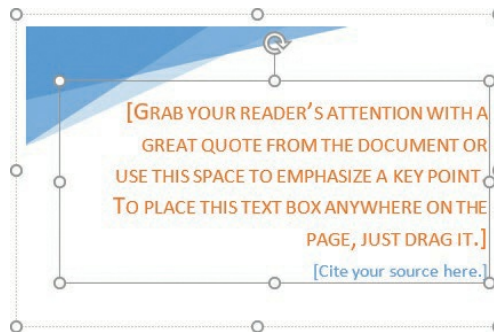 [GRAB YOUR READER'S ATTENTION WITH A
GREAT QUOTE FROM THE DOCUMENT OR
USE THIS SPACE TO EMPHASIZE A KEY POINT.
TO PLACE THIS TEXT BOX ANYWHERE ON THE
PAGE, JUST DRAG IT.]
[Cite your source here.]